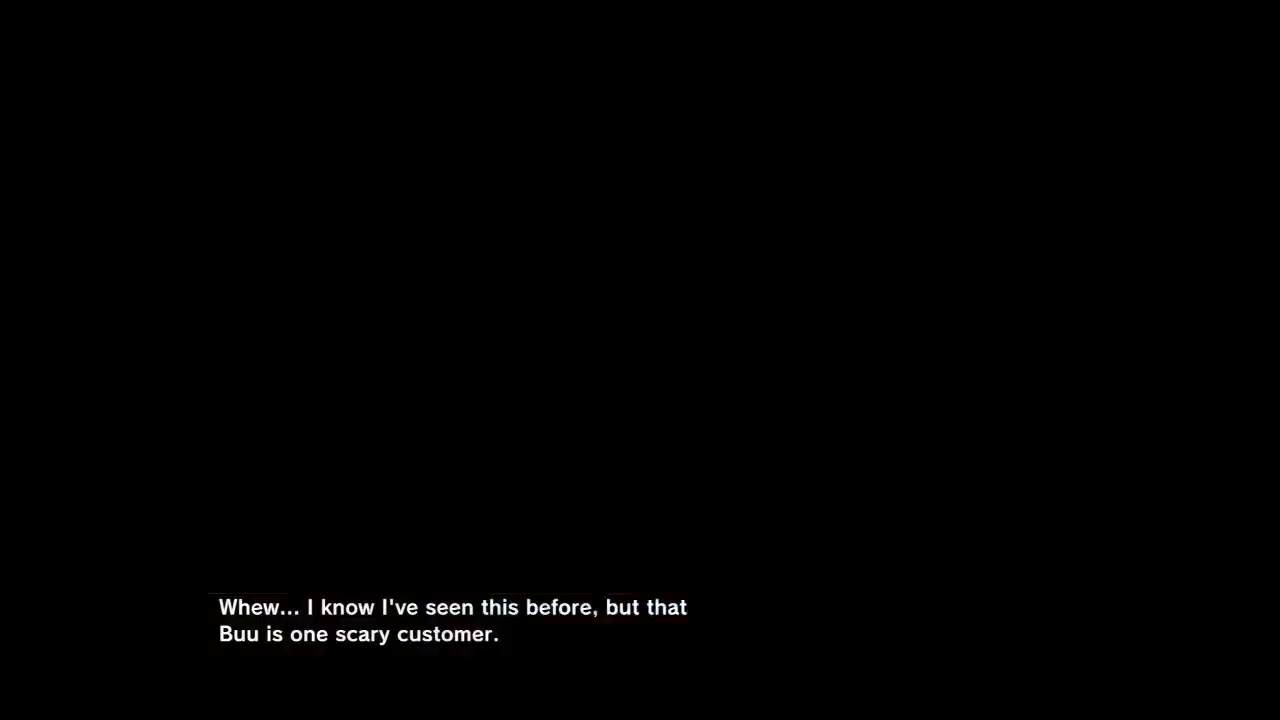 Whew... I know I've seen this before, but that
Buu is one scary customer.